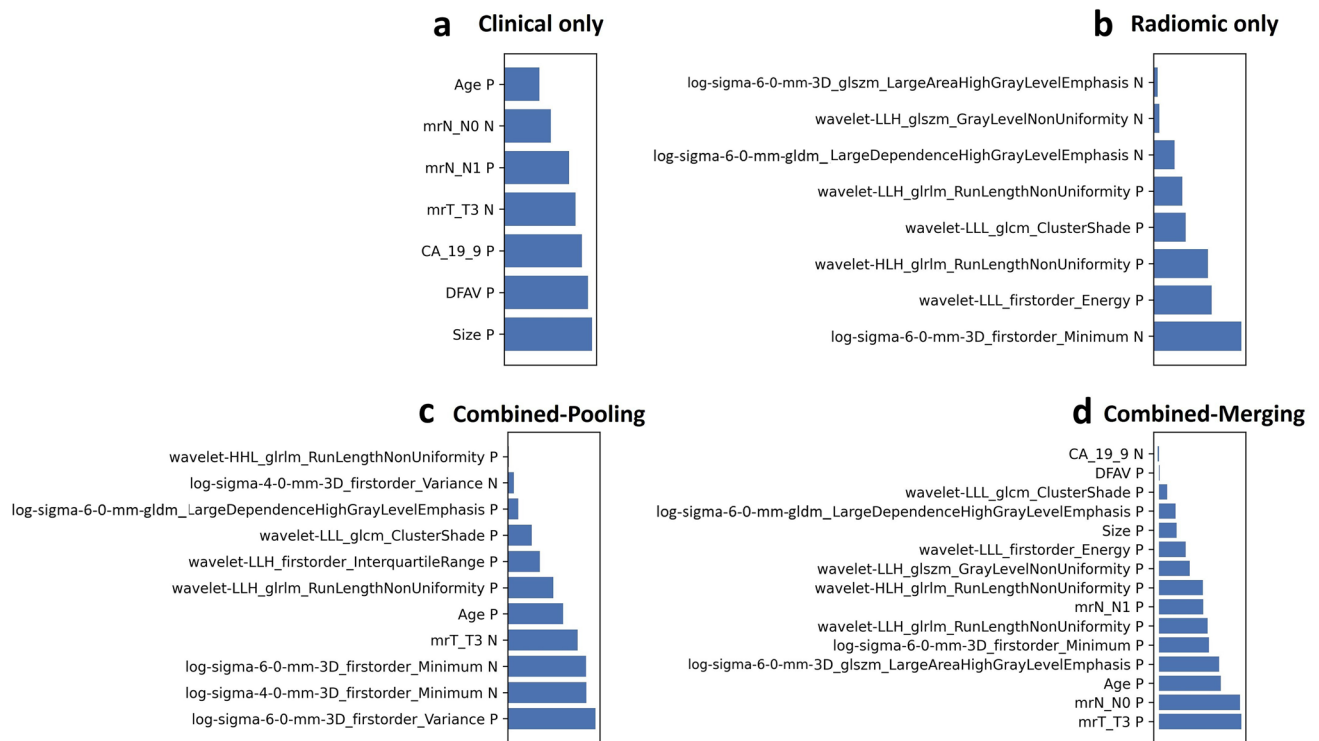 a Clinical only
Age P
mrN_N0 N
mrN_N1 P
mrT_T3 N
CA_19_9 P
DFAV P
Size P
b Radiomic only
log-sigma-6-0-mm-3D_glszm_LargeAreaHighGrayLevelEmphasis N
wavelet-LLH_glszm_GrayLevelNonUniformity N
log-sigma-6-0-mm-gldm_LargeDependenceHighGrayLevelEmphasis N
wavelet-LLH_glrlm_RunLengthNonUniformity P
wavelet-LLL_glcm_ClusterShade P
wavelet-HLH_glrlm_RunLengthNonUniformity P
wavelet-LLL_firstorder_Energy P
log-sigma-6-0-mm-3D_firstorder_Minimum N
c Combined-Pooling
wavelet-HHL_glrlm_RunLengthNonUniformity P
log-sigma-4-0-mm-3D_firstorder_Variance N
log-sigma-6-0-mm-gldm_LargeDependenceHighGrayLevelEmphasis P
wavelet-LLL_glcm_ClusterShade P
wavelet-LLH_firstorder_InterquartileRange P
wavelet-LLH_glrlm_RunLengthNonUniformity P
Age P
mrT_T3 N
log-sigma-6-0-mm-3D_firstorder_Minimum N
log-sigma-4-0-mm-3D_firstorder_Minimum N
log-sigma-6-0-mm-3D_firstorder_Variance P
d Combined-Merging
CA_19_9 N
DFAV P
wavelet-LLL_glcm_ClusterShade P
log-sigma-6-0-mm-gldm_LargeDependenceHighGrayLevelEmphasis P
Size P
wavelet-LLL_firstorder_Energy P
wavelet-LLH_glszm_GrayLevelNonUniformity P
wavelet-HLH_glrlm_RunLengthNonUniformity P
mrN_N1 P
wavelet-LLH_glrlm_RunLengthNonUniformity P
log-sigma-6-0-mm-3D_firstorder_Minimum P
log-sigma-6-0-mm-3D_glszm_LargeAreaHighGrayLevelEmphasis P
Age P
mrN_N0 P
mrT_T3 P